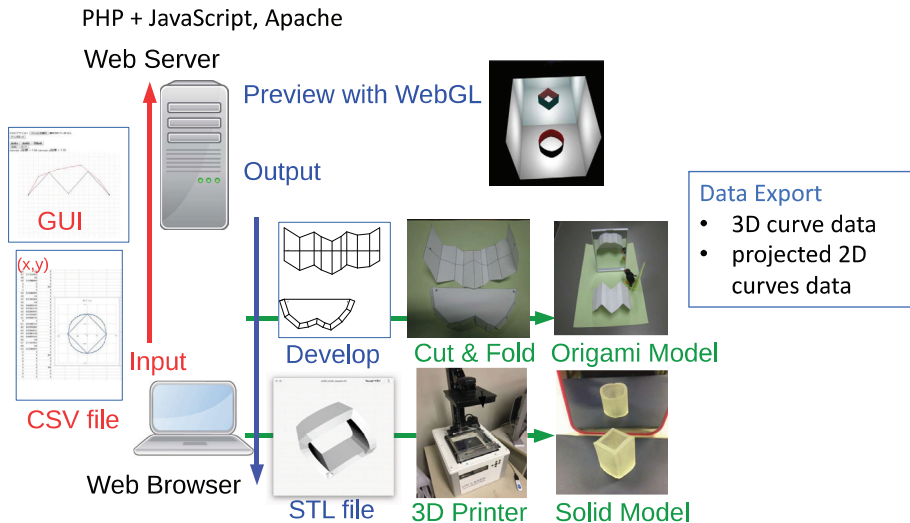 PHP + JavaScript, Apache
Web Server
Preview with WebGL
Output
GUI
Data Export
• 3D curve data
• projected 2D
curves data
(x,y)
Input
CSV file
Develop
Cut & Fold
Origami Model
Web Browser
STL file
3D Printer
Solid Model